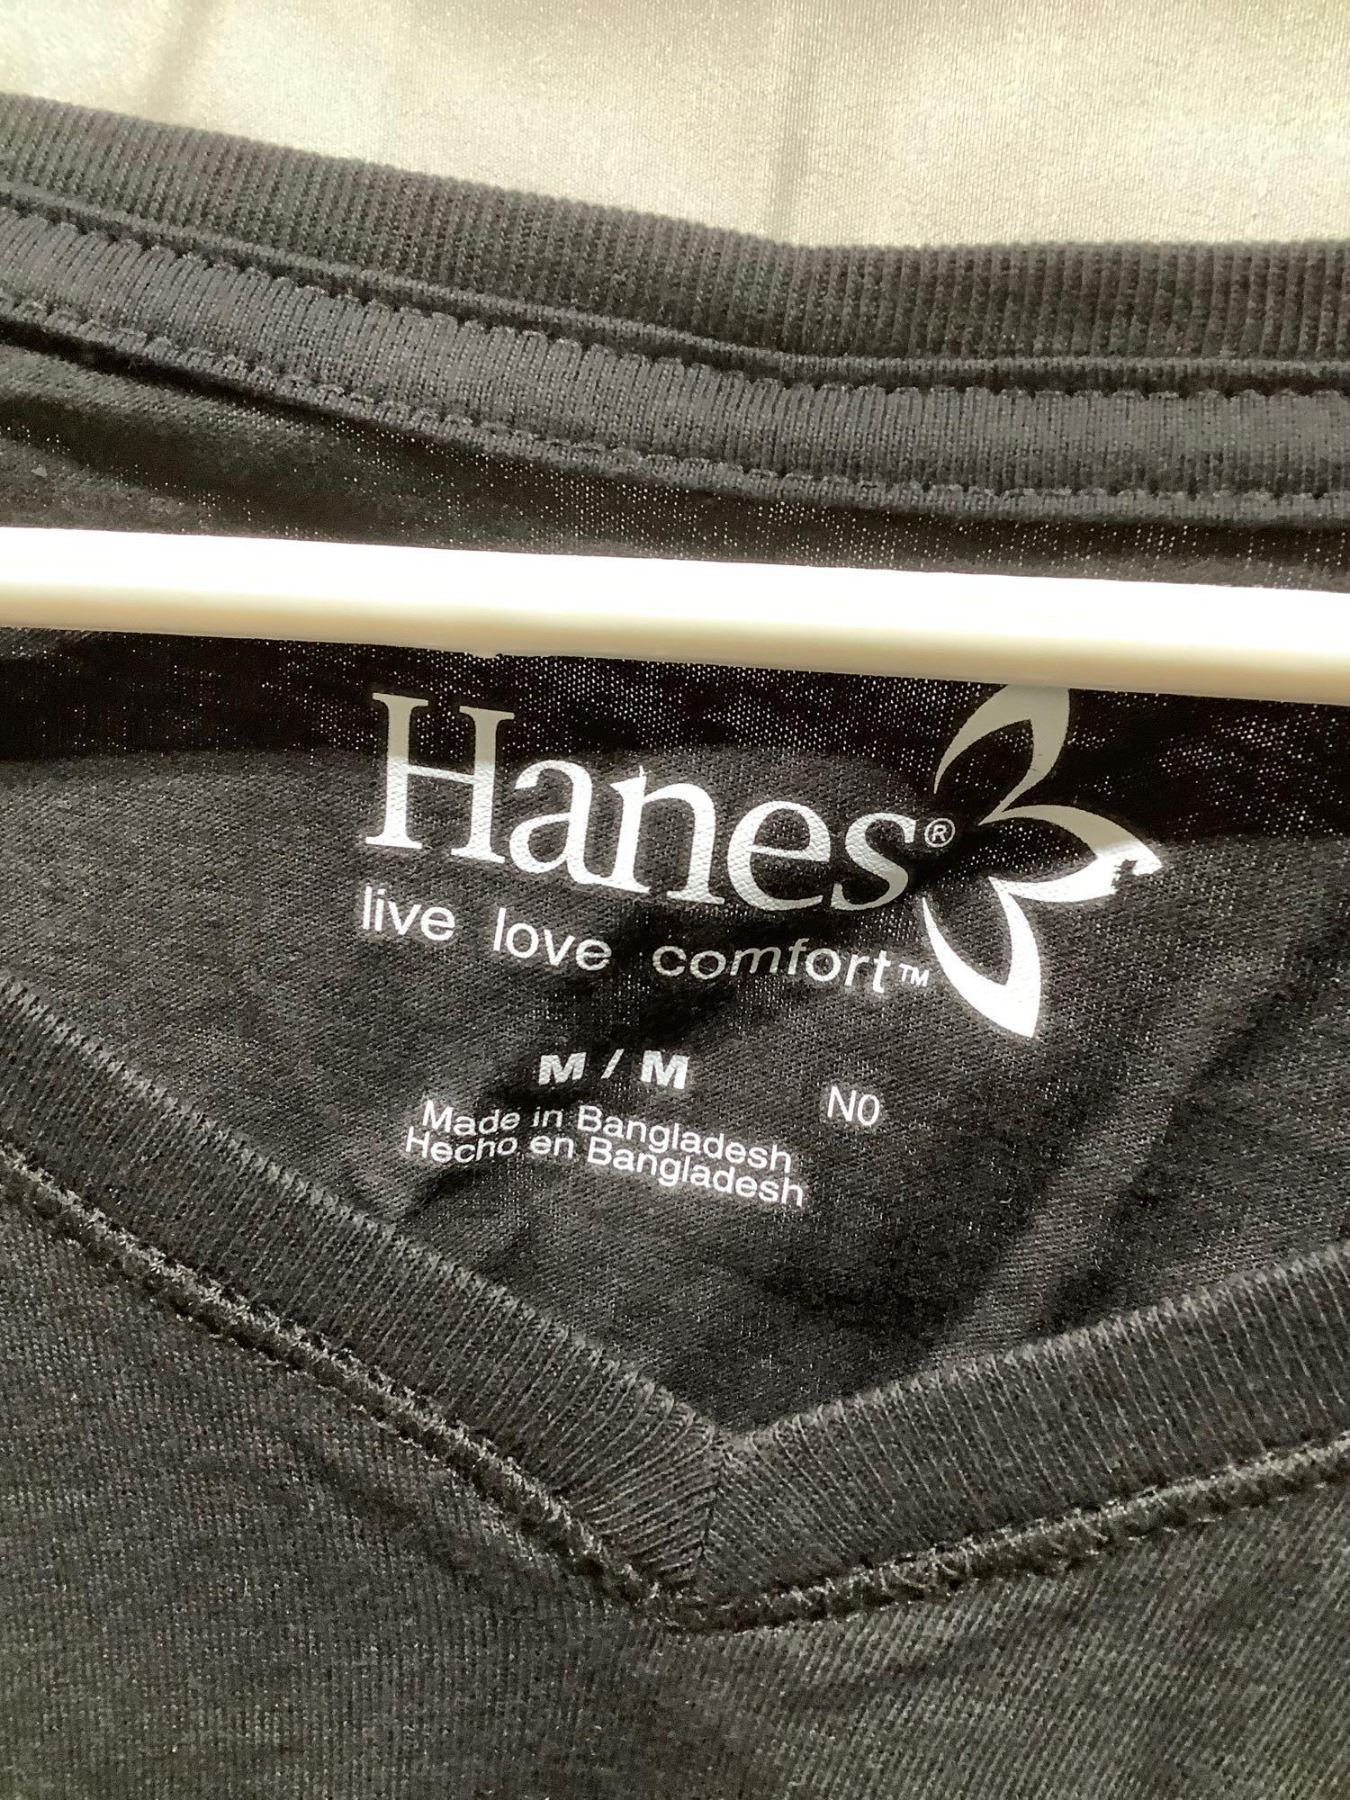 Hanes®
live love comfort™
M / M
N0
Made in Bangladesh
Hecho en Bangladesh